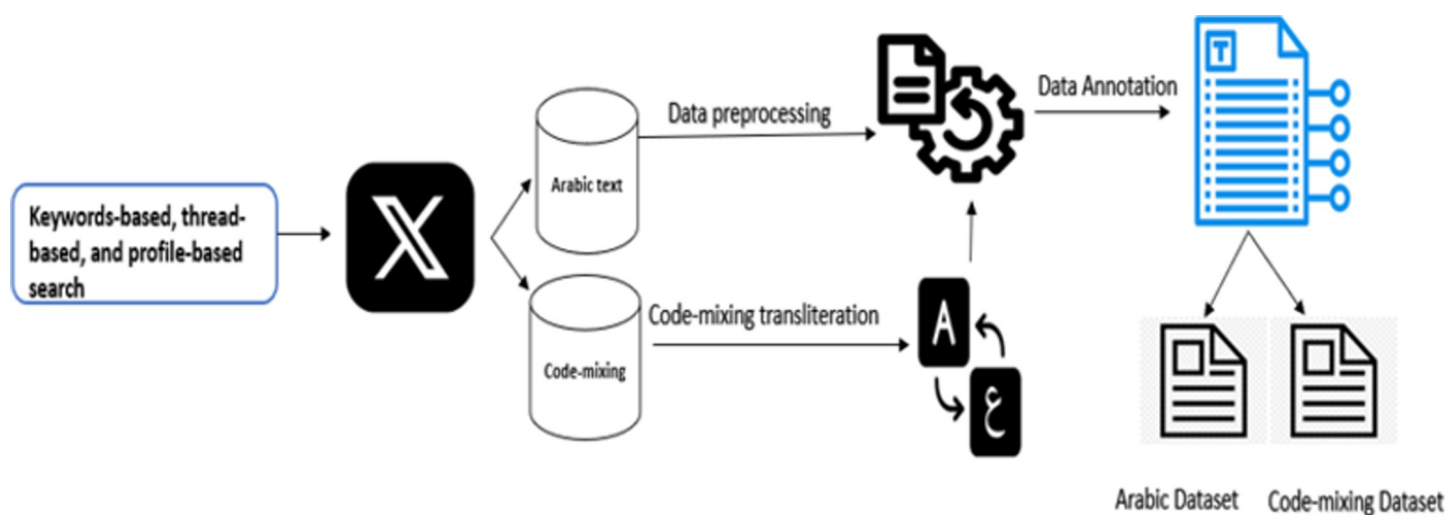 Keywords-based, thread-
based, and profile-based
search
X
Arabic text
Code-mixing
Data preprocessing
Code-mixing transliteration
A
ع
Data Annotation
T
Arabic Dataset
Code-mixing Dataset